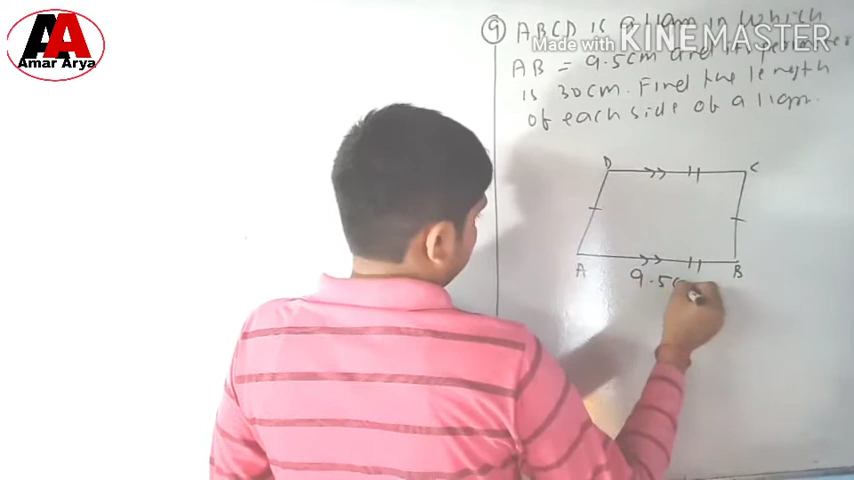 AA
Amar Arya
Made with KINEMASTER
9 ABCD is a llgm in which
AB = 9.5cm and it perimeter
is 30cm. Find the length
of each side of a llgm.
D C
A B
9.5c